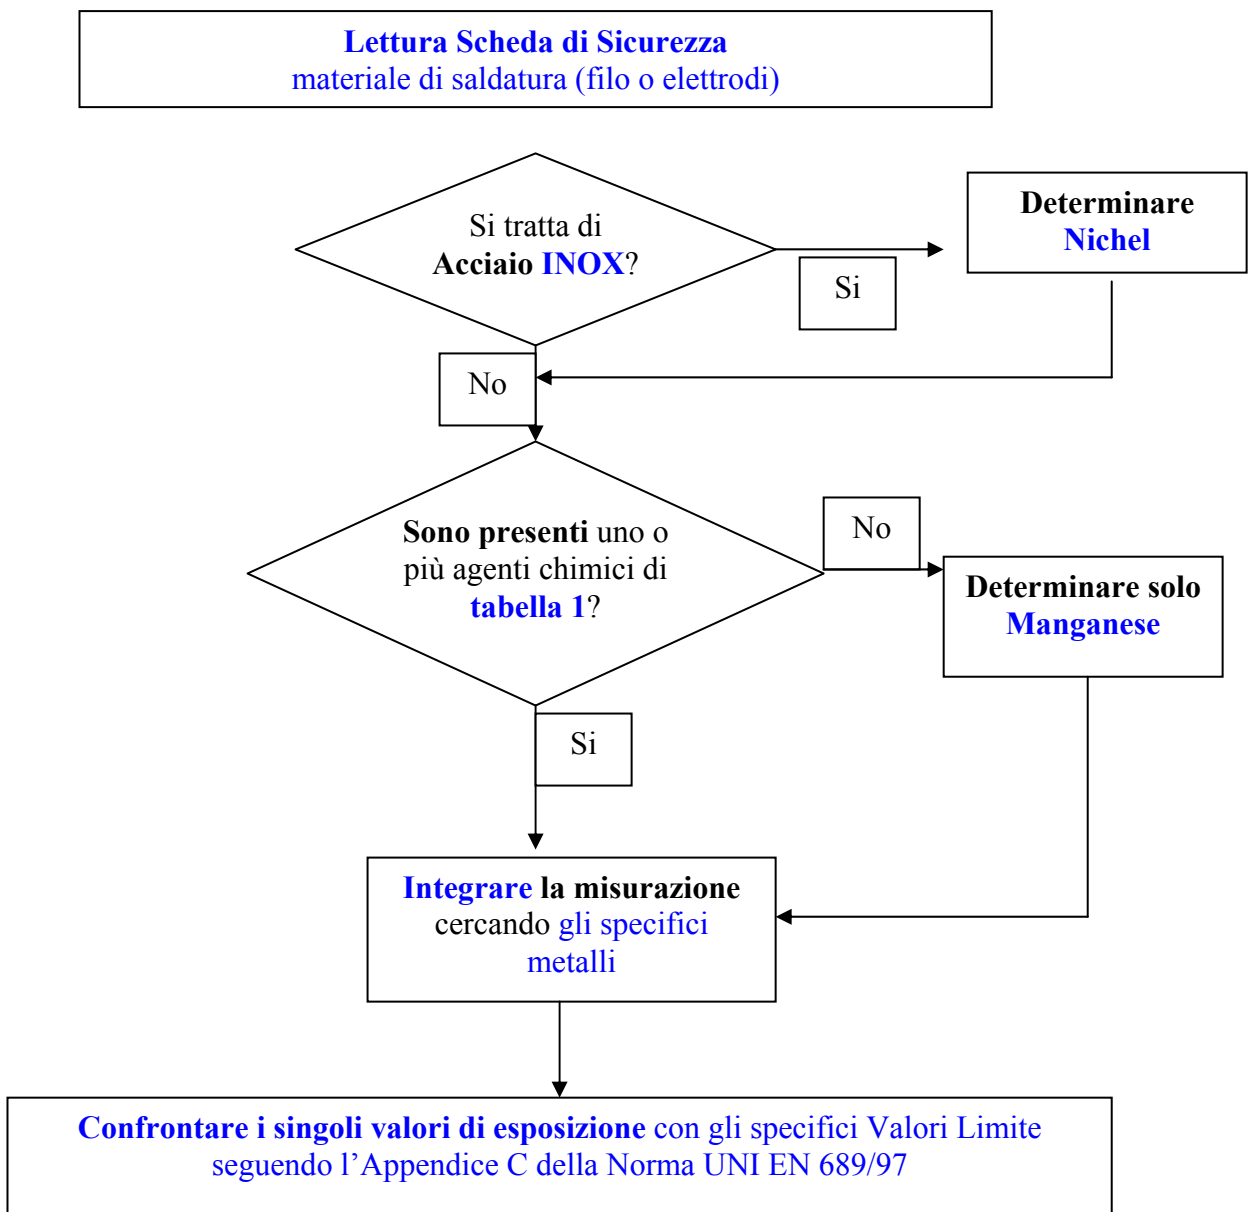 Lettura Scheda di Sicurezza
materiale di saldatura (filo o elettrodi)
Si tratta di
Acciaio INOX?
Si
Determinare
Nichel
No
Sono presenti uno o
più agenti chimici di
tabella 1?
No
Determinare solo
Manganese
Si
Integrare la misurazione
cercando gli specifici
metalli
Confrontare i singoli valori di esposizione con gli specifici Valori Limite
seguendo l’Appendice C della Norma UNI EN 689/97